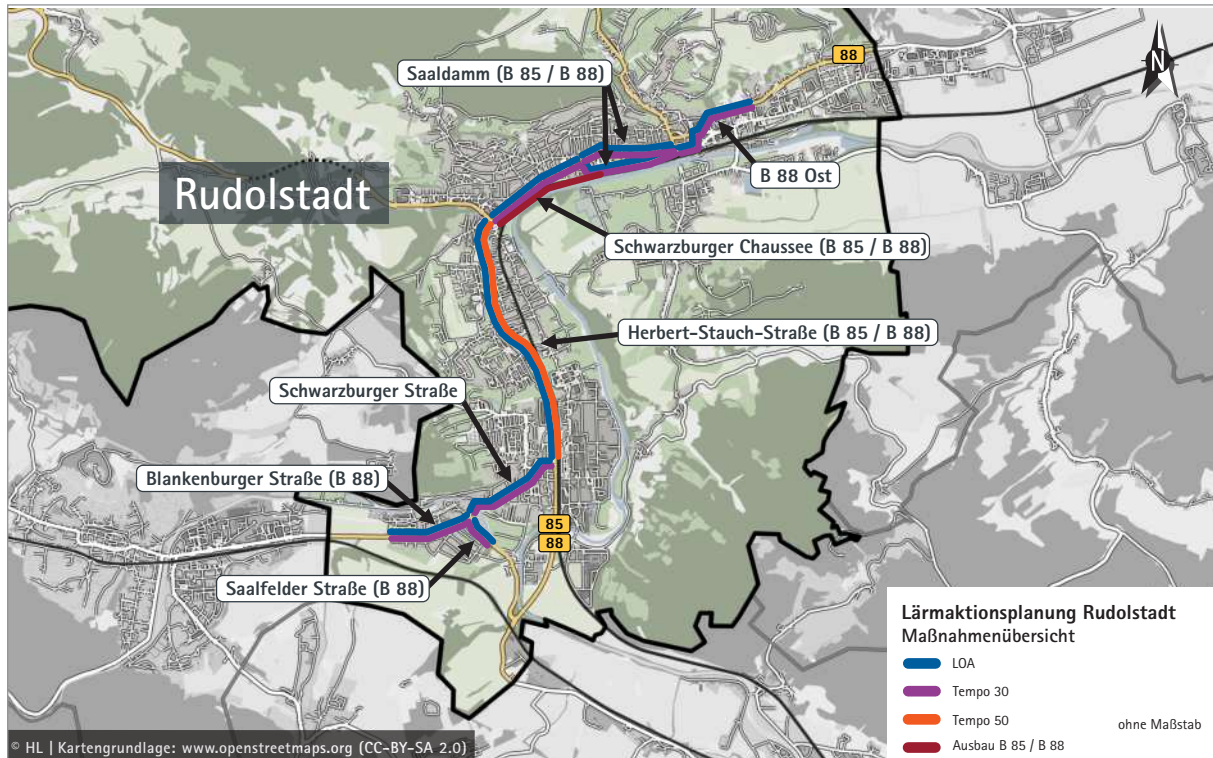 88
Saaldamm (B 85 / B 88)
N
B 88 Ost
Rudolstadt
Schwarzburger Chaussee (B 85 / B 88)
Herbert-Stauch-Straße (B 85 / B 88)
Schwarzburger Straße
Blankenburger Straße (B 88)
85
88
Saalfelder Straße (B 88)
Lärmaktionsplanung Rudolstadt
Maßnahmenübersicht
LOA
Tempo 30
Tempo 50
ohne Maßstab
Ausbau B 85 / B 88
© HL | Kartengrundlage: www.openstreetmaps.org (CC-BY-SA 2.0)